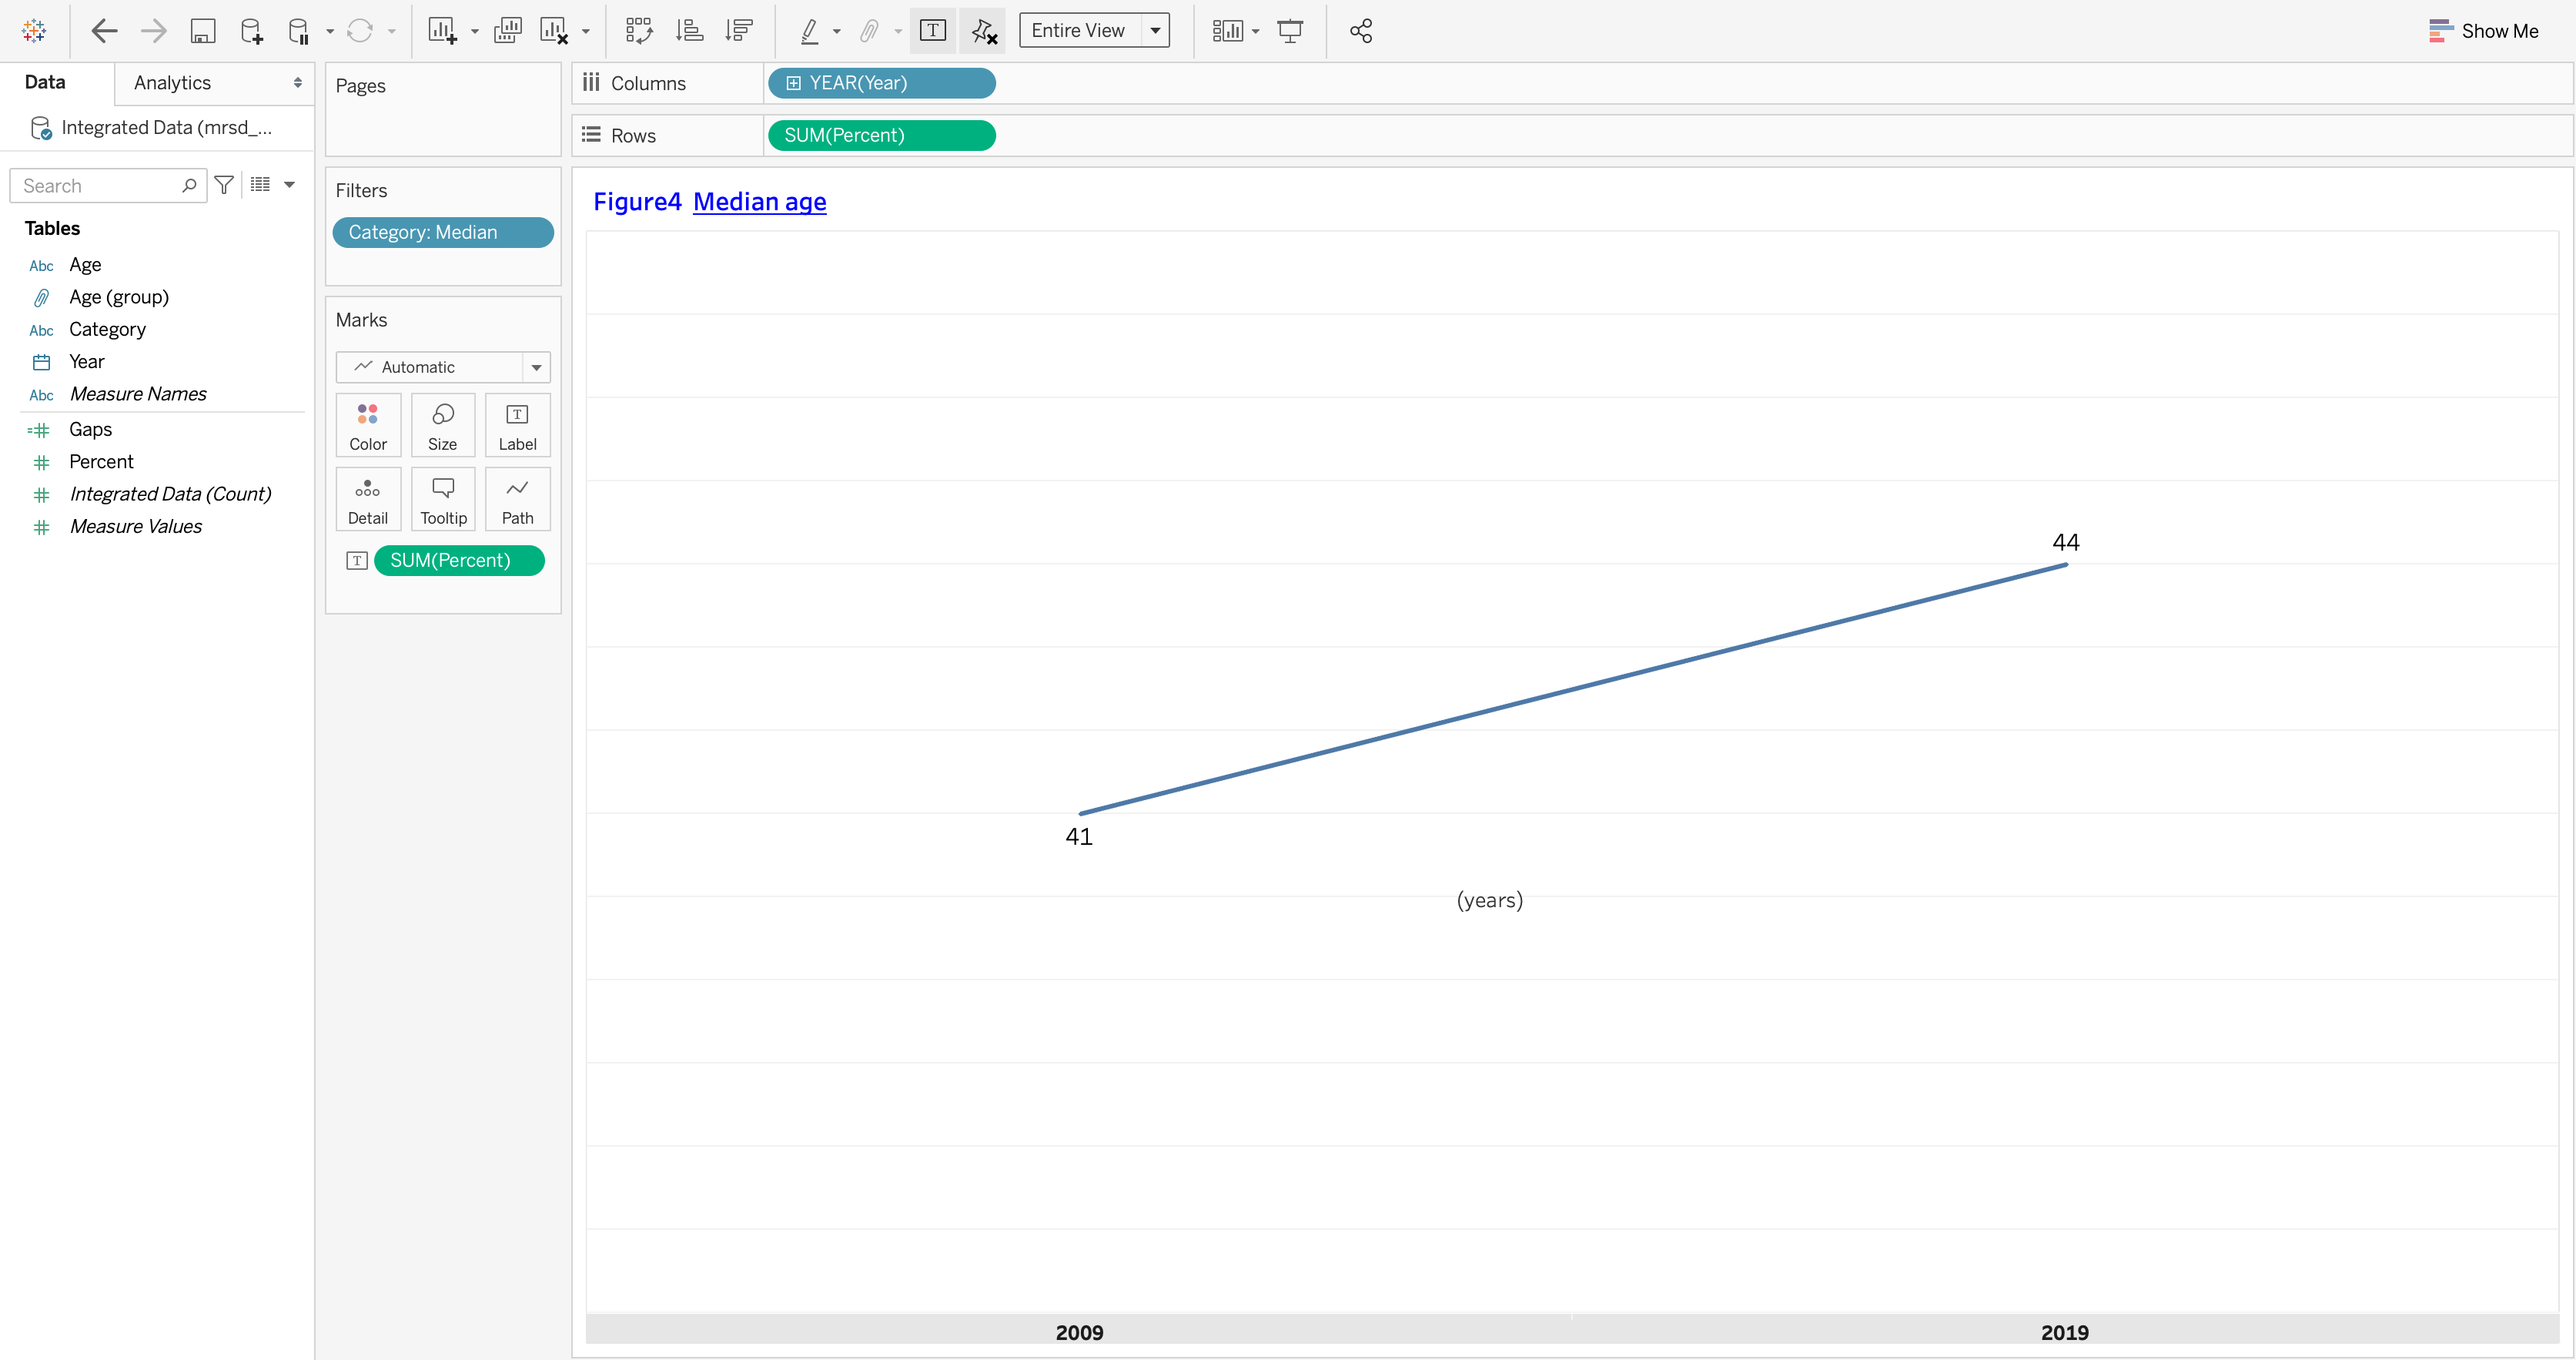 Entire View
Show Me
Data
Analytics
Integrated Data (mrsd_...
Search
Tables
Abc Age
Age (group)
Abc Category
Year
Abc Measure Names
Gaps
Percent
Integrated Data (Count)
Measure Values
Pages
Filters
Category: Median
Marks
Automatic
Color Size Label
Detail Tooltip Path
SUM(Percent)
Columns YEAR(Year)
Rows SUM(Percent)
Figure4 Median age
44
41
(years)
2009 2019